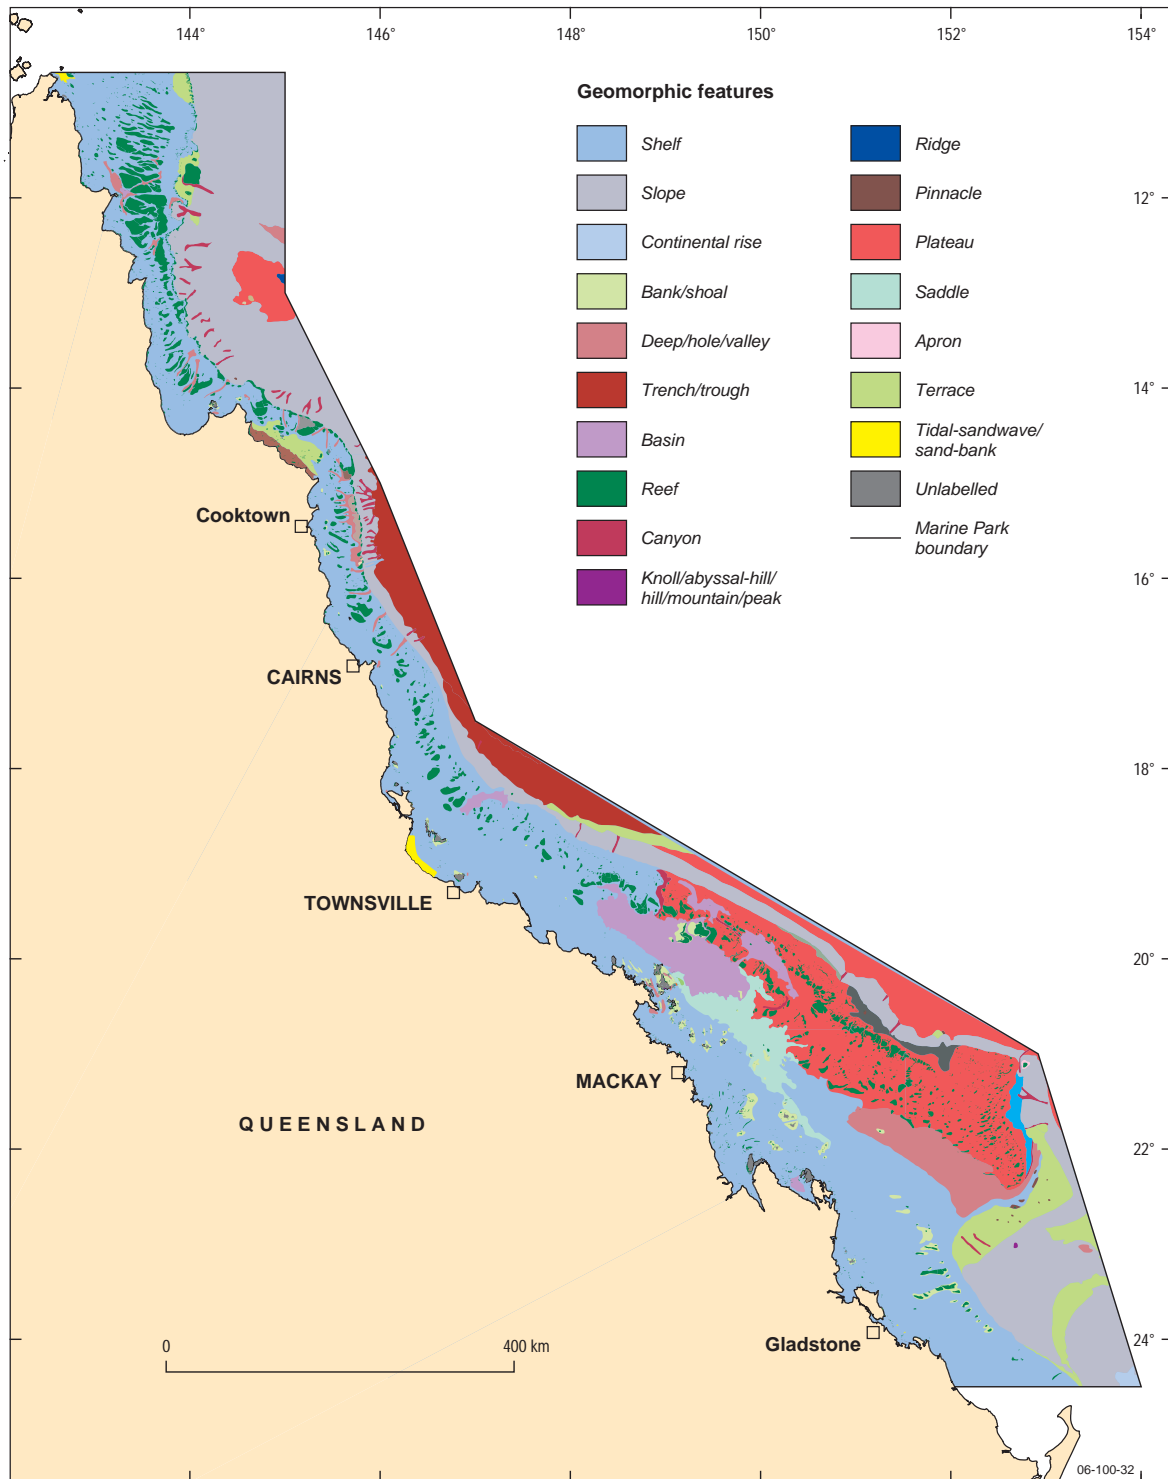 144°
146°
148°
150°
152°
154°
Geomorphic features
Shelf
Slope
Continental rise
Bank/shoal
Deep/hole/valley
Trench/trough
Basin
Reef
Canyon
Knoll/abyssal-hill/
hill/mountain/peak
Ridge
Pinnacle
Plateau
Saddle
Apron
Terrace
Tidal-sandwave/
sand-bank
Unlabelled
Marine Park
boundary
12°
14°
16°
18°
20°
22°
24°
Cooktown
CAIRNS
TOWNSVILLE
MACKAY
QUEENSLAND
Gladstone
0
400 km
06-100-32